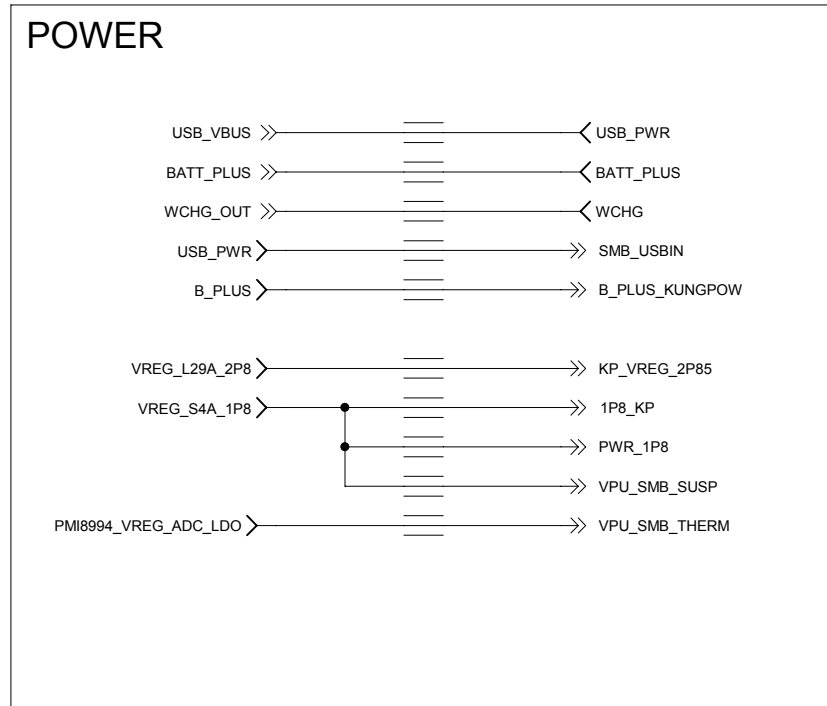 POWER
USB_VBUS USB_PWR
BATT_PLUS BATT_PLUS
WCHG_OUT WCHG
USB_PWR SMB_USBIN
B_PLUS B_PLUS_KUNGPOW
VREG_L29A_2P8 KP_VREG_2P85
VREG_S4A_1P8 1P8_KP
PWR_1P8
VPU_SMB_SUSP
PMI8994_VREG_ADC_LDO VPU_SMB_THERM